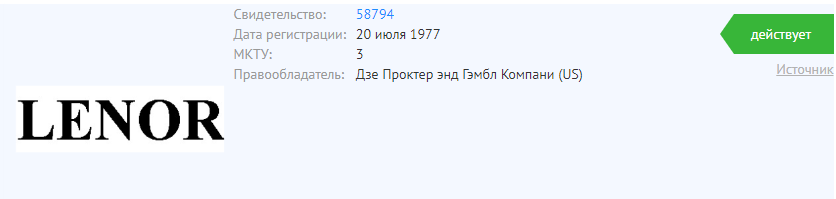 Свидетельство: 58794
Дата регистрации: 20 июля 1977
МКТУ: 3
Правообладатель: Дзе Проктер энд Гэмбл Компани (US)
действует
Источник
LENOR